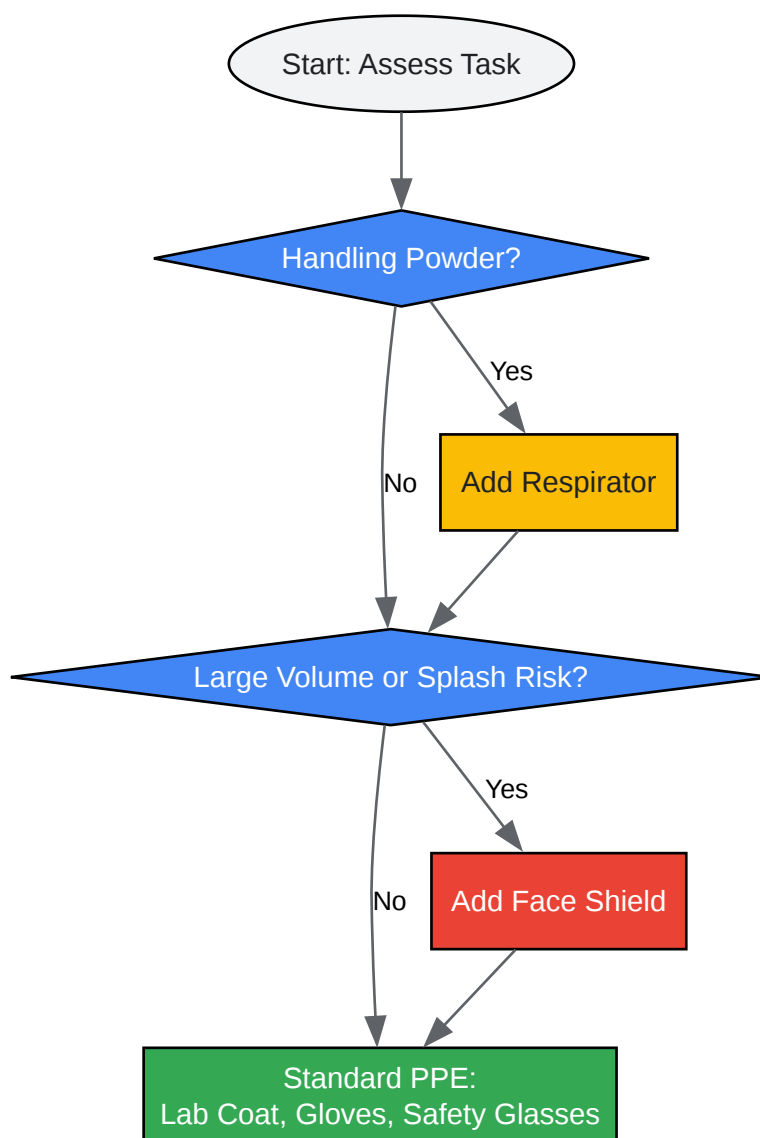 Start: Assess Task
Handling Powder?
Yes
Add Respirator
No
Large Volume or Splash Risk?
Yes
Add Face Shield
No
Standard PPE:
Lab Coat, Gloves, Safety Glasses